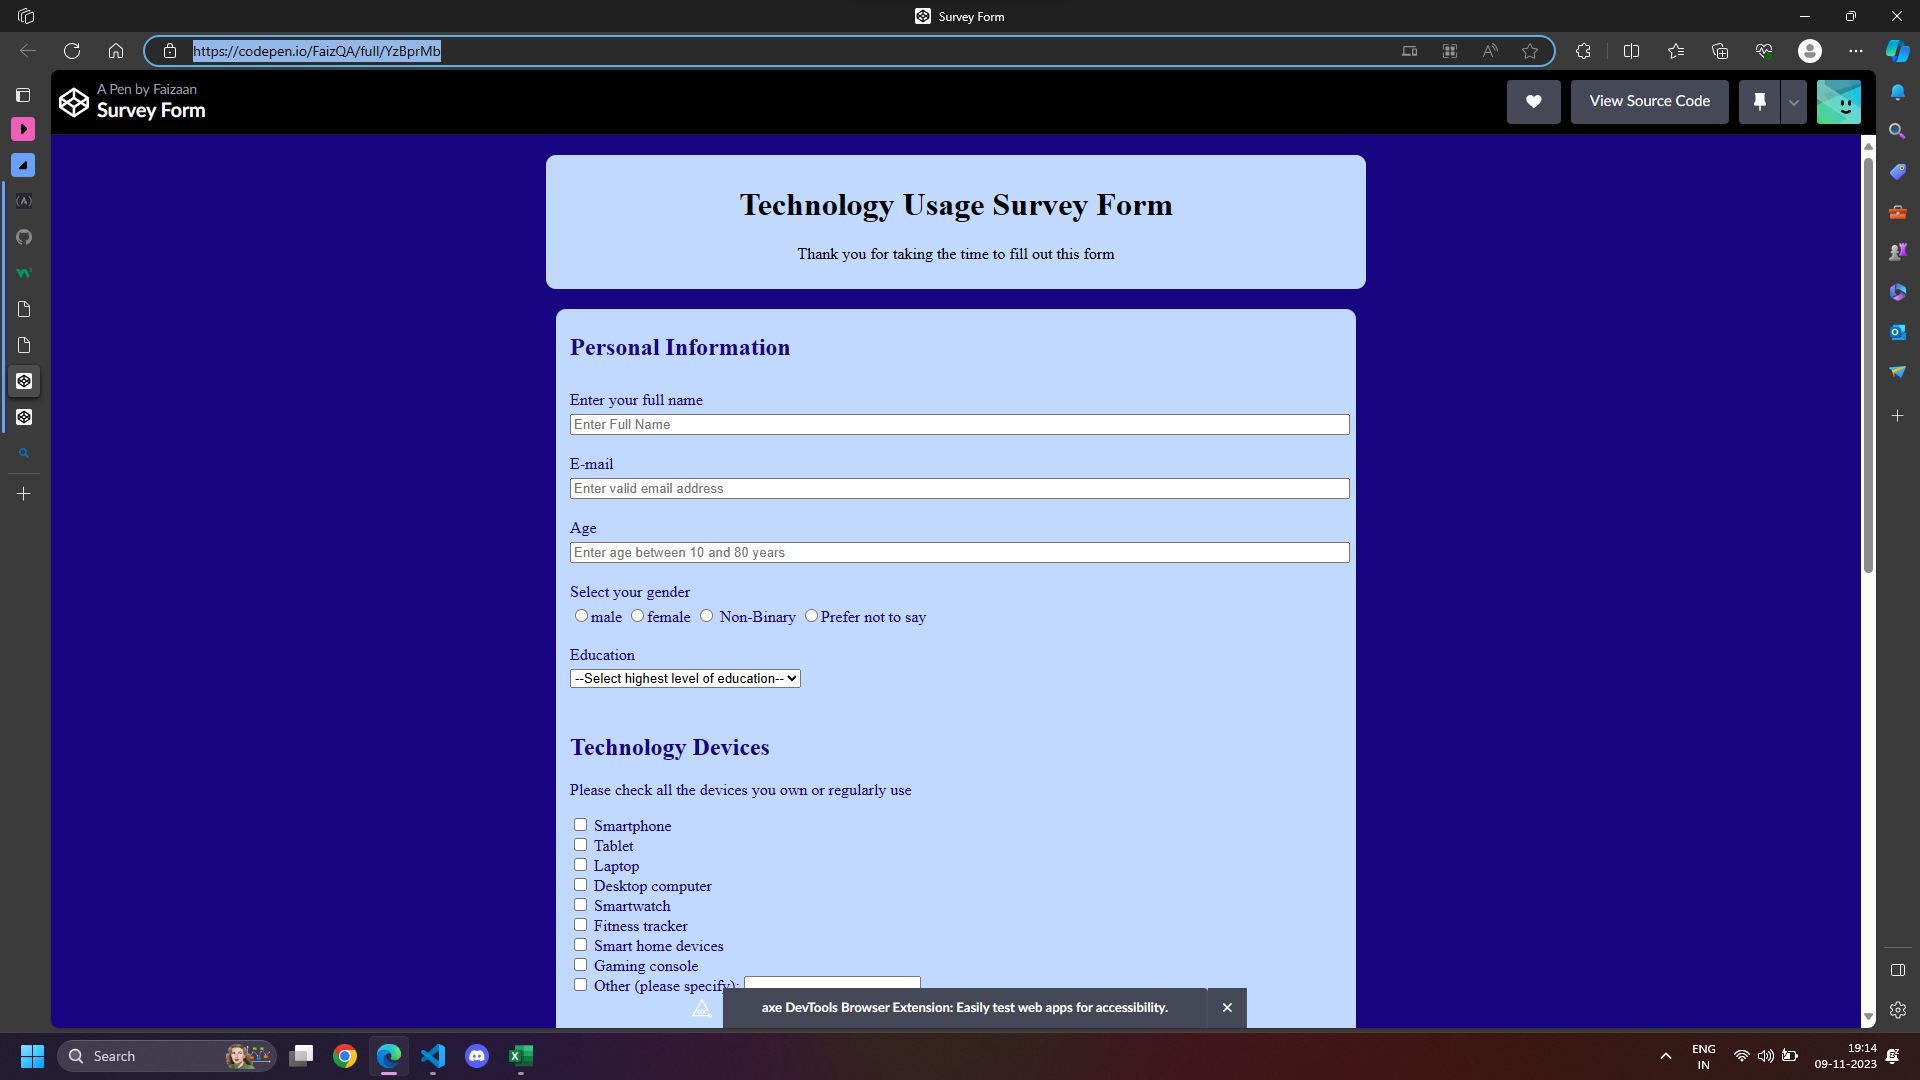 Survey Form
https://codepen.io/FaizQA/full/YzBprMb
A Pen by Faizaan
Survey Form
View Source Code
Technology Usage Survey Form
Thank you for taking the time to fill out this form
Personal Information
Enter your full name
Enter Full Name
E-mail
Enter valid email address
Age
Enter age between 10 and 80 years
Select your gender
male female Non-Binary Prefer not to say
Education
--Select highest level of education--
Technology Devices
Please check all the devices you own or regularly use
Smartphone
Tablet
Laptop
Desktop computer
Smartwatch
Fitness tracker
Smart home devices
Gaming console
Other (please specify):
axe DevTools Browser Extension: Easily test web apps for accessibility.
Search
ENG
IN
19:14
09-11-2023